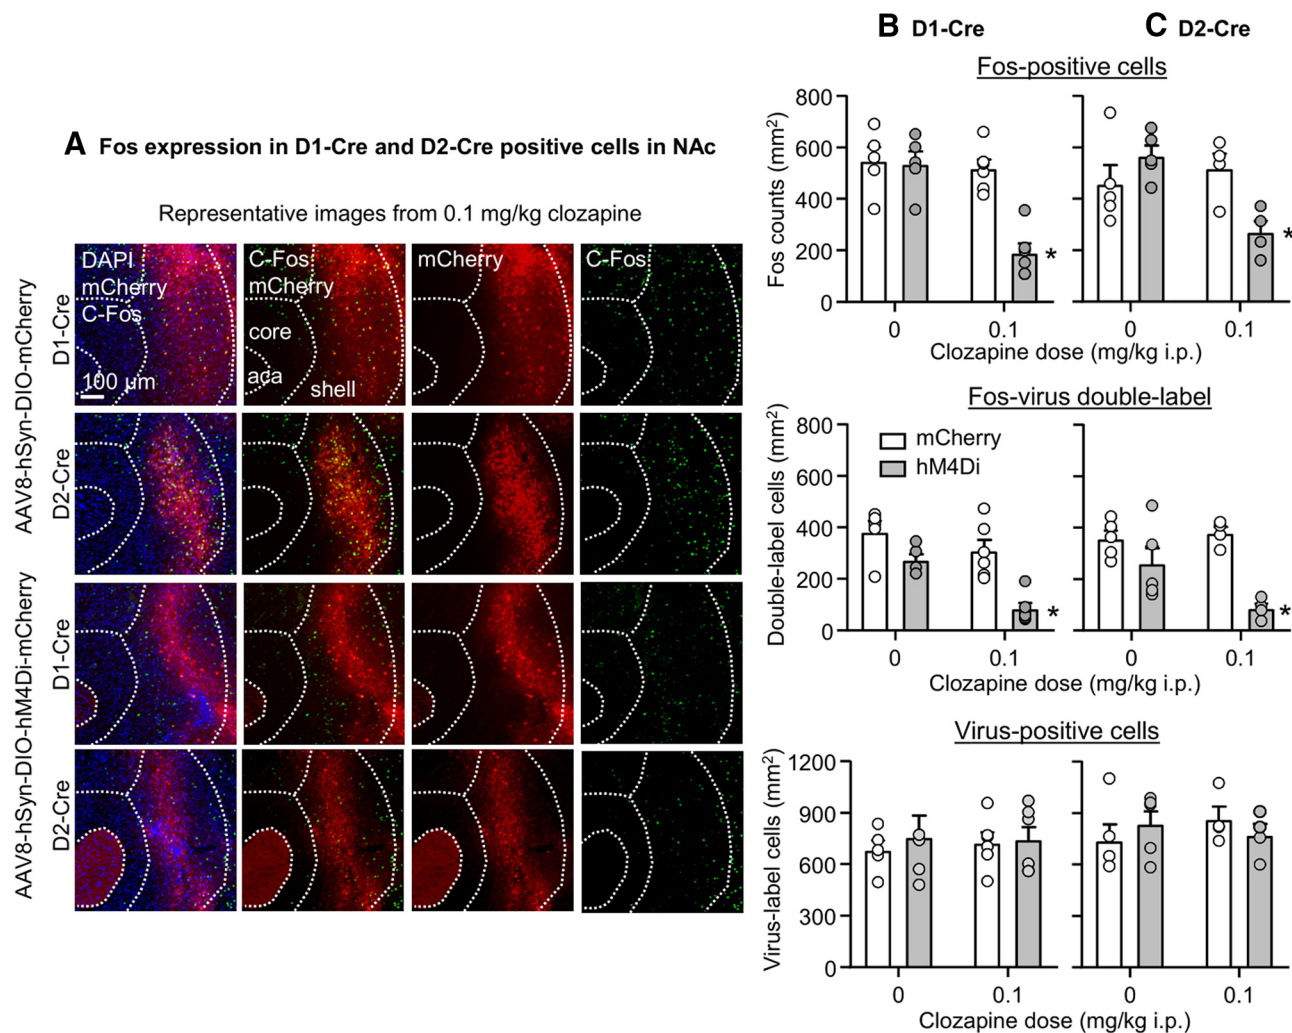 A Fos expression in D1-Cre and D2-Cre positive cells in NAc
Representative images from 0.1 mg/kg clozapine
AAV8-hSyn-DIO-mCherry
D1-Cre
DAPI
mCherry
C-Fos
100 µm
C-Fos
mCherry
core
aca
shell
mCherry
C-Fos
D2-Cre
AAV8-hSyn-DIO-hM4Di-mCherry
D1-Cre
D2-Cre
B D1-Cre
C D2-Cre
Fos-positive cells
Fos counts (mm²)
800
600
400
200
0
*
*
0 0.1 0 0.1
Clozapine dose (mg/kg i.p.)
Fos-virus double-label
Double-label cells (mm²)
800
600
400
200
0
mCherry
hM4Di
*
*
0 0.1 0 0.1
Clozapine dose (mg/kg i.p.)
Virus-positive cells
Virus-label cells (mm²)
1200
900
600
300
0
0 0.1 0 0.1
Clozapine dose (mg/kg i.p.)